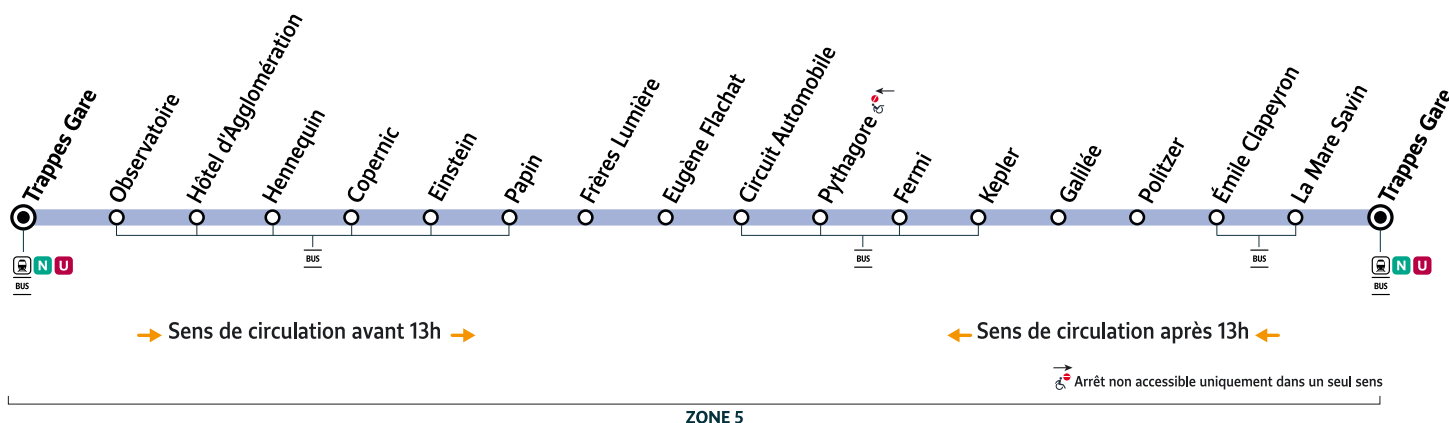 Trappes Gare
Observatoire
Hôtel d'Agglomération
Hennequin
Copernic
Einstein
Papin
Frères Lumière
Eugène Flachat
Circuit Automobile
Pythagore
Fermi
Kepler
Galilée
Politzer
Émile Clapeyron
La Mare Savin
Trappes Gare
N U
BUS
BUS
BUS
BUS
N U
BUS
Sens de circulation avant 13h
Sens de circulation après 13h
Arrêt non accessible uniquement dans un seul sens
ZONE 5